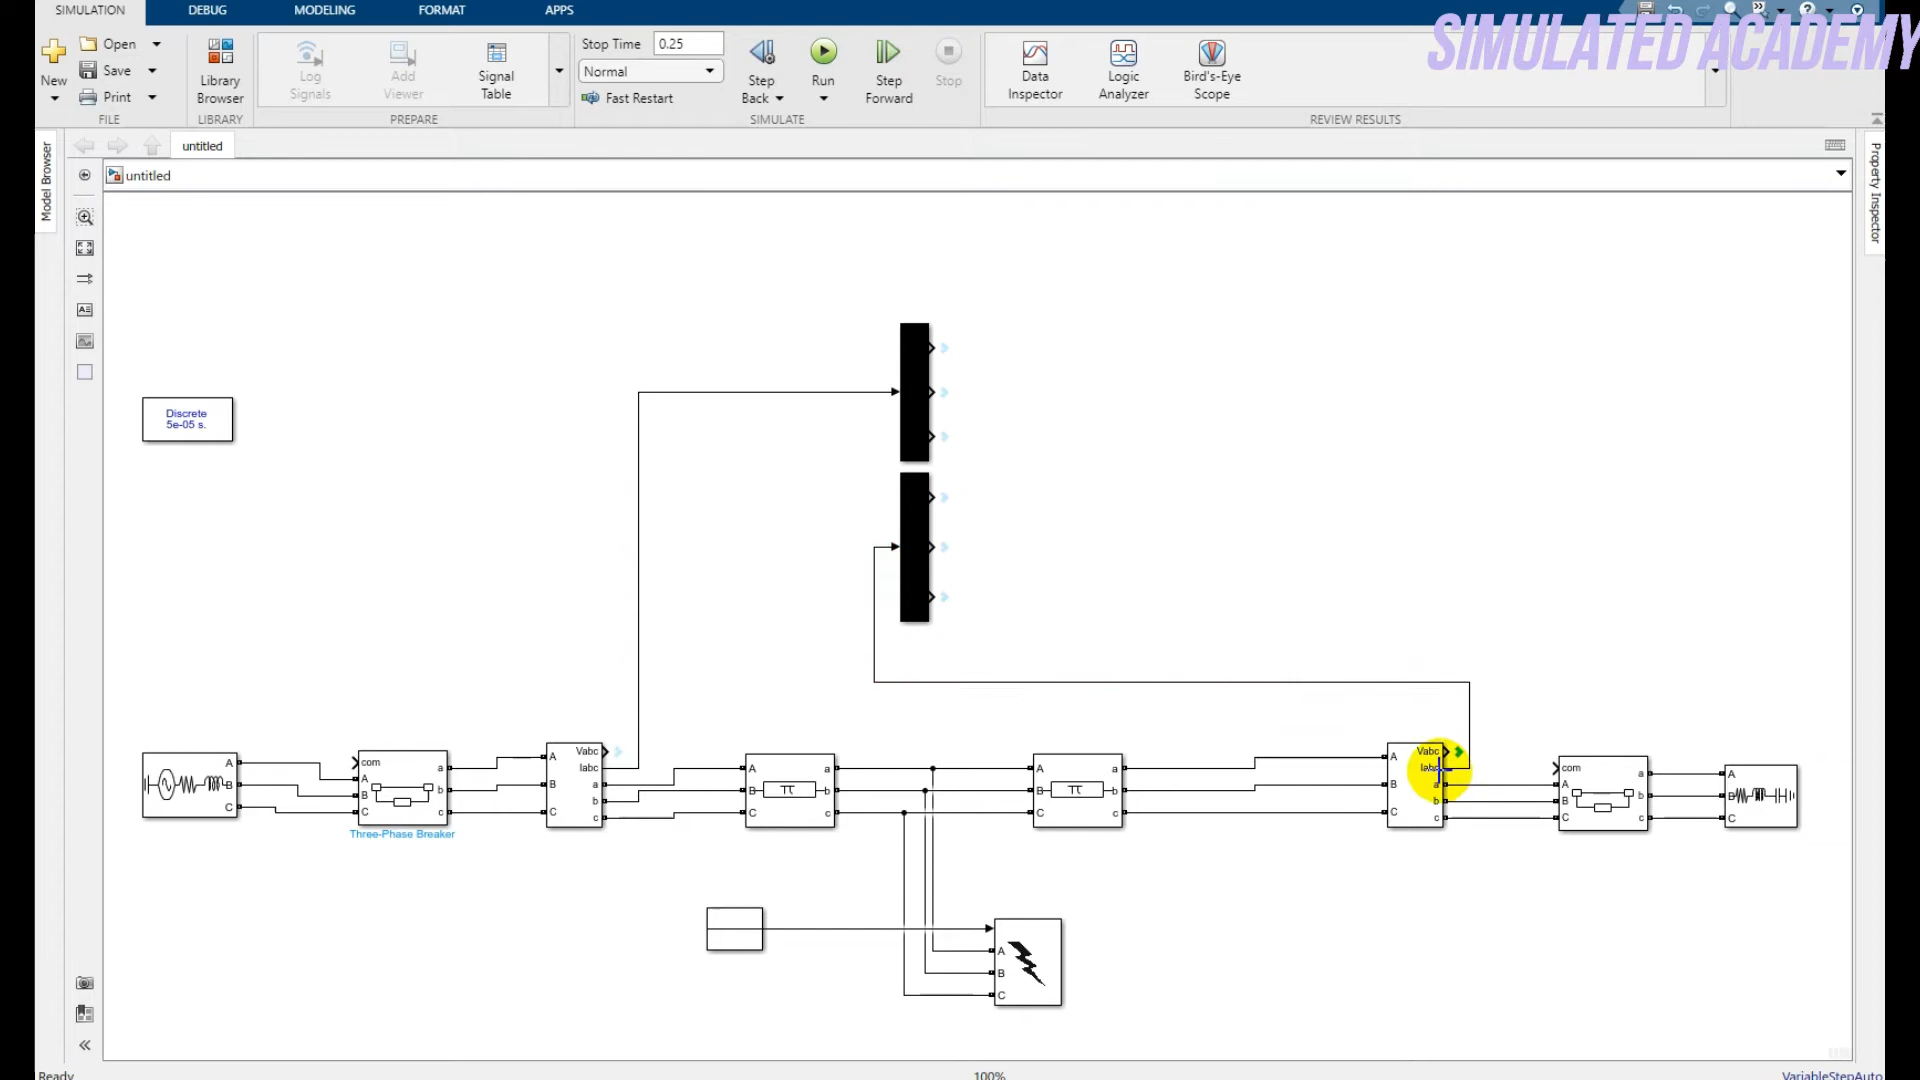 SIMULATION DEBUG MODELING FORMAT APPS
SIMULATED ACADEMY
New
Open
Save
Print
FILE
Library Browser
LIBRARY
Log Signals
Add Viewer
Signal Table
PREPARE
Stop Time 0.25
Normal
Fast Restart
Step Back
Run
Step Forward
Stop
SIMULATE
Data Inspector
Logic Analyzer
Bird's-Eye Scope
REVIEW RESULTS
Model Browser
untitled
untitled
Property Inspector
Discrete
5e-05 s.
A
B
C
com
A
B
C
a
b
c
Three-Phase Breaker
A
B
C
Vabc
Iabc
a
b
c
A
B
C
π
a
b
c
A
B
C
π
a
b
c
A
B
C
Vabc
Iabc
a
b
c
com
A
B
C
a
b
c
A
B
C
A
B
C
Ready
100%
VariableStepAuto